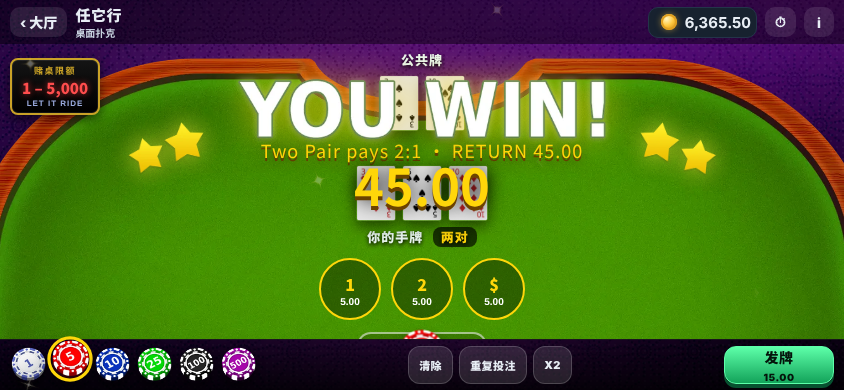 ‹ 大厅
任它行
桌面扑克
6,365.50
i
赌桌限额
1 – 5,000
LET IT RIDE
公共牌
YOU WIN!
Two Pair pays 2:1 • RETURN 45.00
45.00
你的手牌 两对
1 2 $
5.00 5.00 5.00
1 5 10 25 100 500
清除 重复投注 X2
发牌
15.00